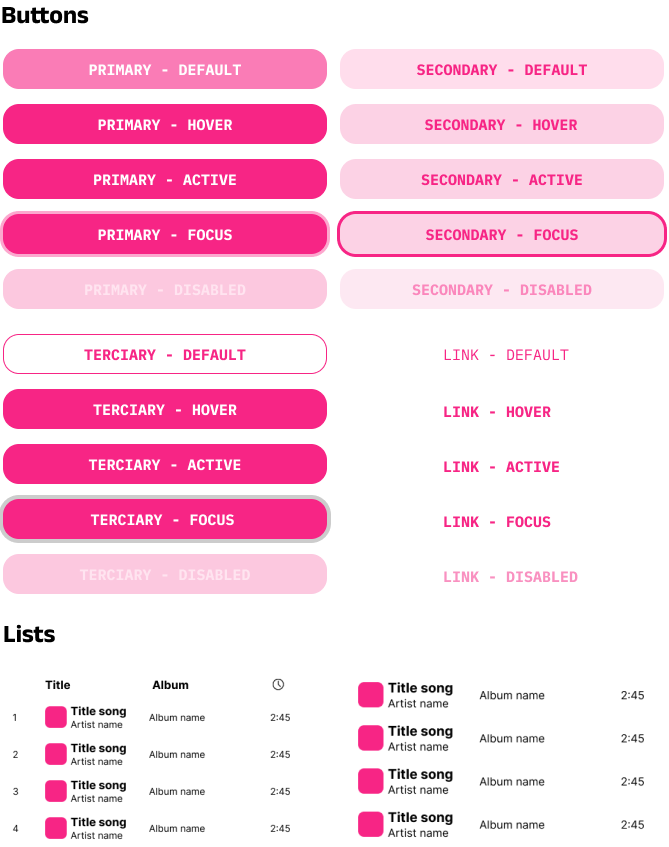 Buttons
PRIMARY - DEFAULT
SECONDARY - DEFAULT
PRIMARY - HOVER
SECONDARY - HOVER
PRIMARY - ACTIVE
SECONDARY - ACTIVE
PRIMARY - FOCUS
SECONDARY - FOCUS
PRIMARY - DISABLED
SECONDARY - DISABLED
TERCIARY - DEFAULT
LINK - DEFAULT
TERCIARY - HOVER
LINK - HOVER
TERCIARY - ACTIVE
LINK - ACTIVE
TERCIARY - FOCUS
LINK - FOCUS
TERCIARY - DISABLED
LINK - DISABLED
Lists
Title Album
1 Title song Album name 2:45
Artist name
2 Title song Album name 2:45
Artist name
3 Title song Album name 2:45
Artist name
4 Title song Album name 2:45
Artist name
Title song Album name 2:45
Artist name
Title song Album name 2:45
Artist name
Title song Album name 2:45
Artist name
Title song Album name 2:45
Artist name